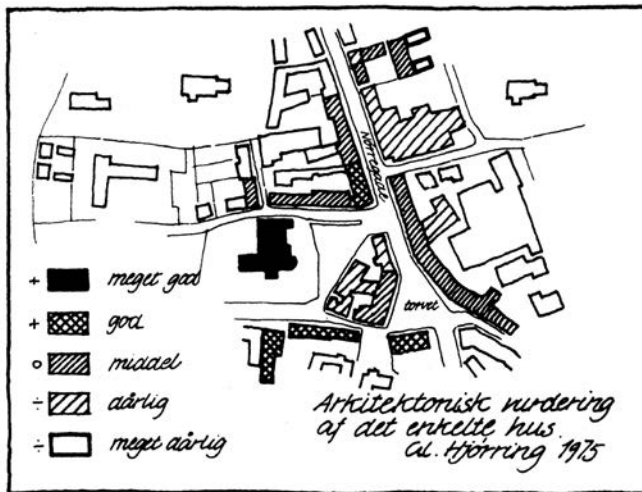 Nørregade
torvet
+ meget god
+ god
o middel
÷ dårlig
÷ meget dårlig
Arkitektonisk vurdering
af det enkelte hus.
Gl. Hjørring 1975